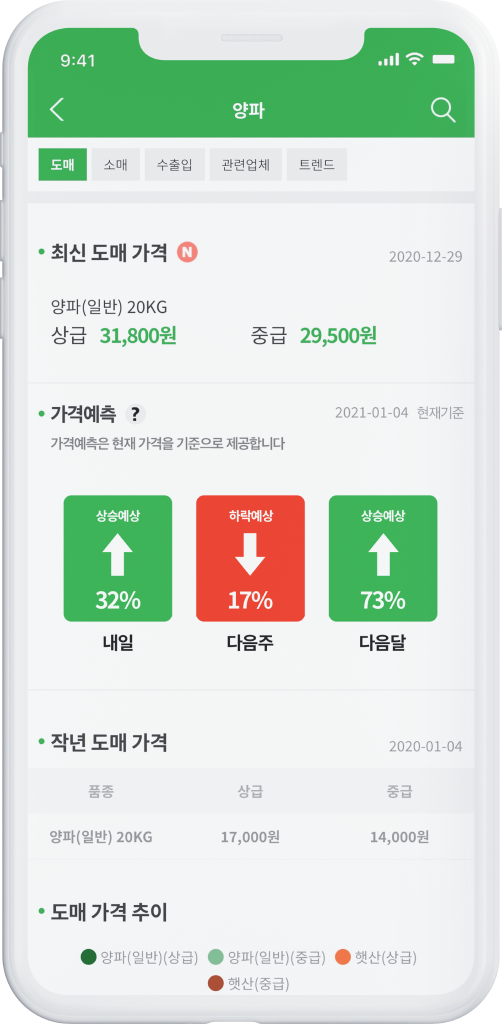 9:41
양파
도매 소매 수출입 관련업체 트렌드
최신 도매 가격 N 2020-12-29
양파(일반) 20KG
상급 31,800원 중급 29,500원
가격예측 ? 2021-01-04 현재기준
가격예측은 현재 가격을 기준으로 제공합니다
상승예상 하락예상 상승예상
32% 17% 73%
내일 다음주 다음달
작년 도매 가격 2020-01-04
품종 상급 중급
양파(일반) 20KG 17,000원 14,000원
도매 가격 추이
양파(일반)(상급) 양파(일반)(중급) 햇산(상급)
햇산(중급)